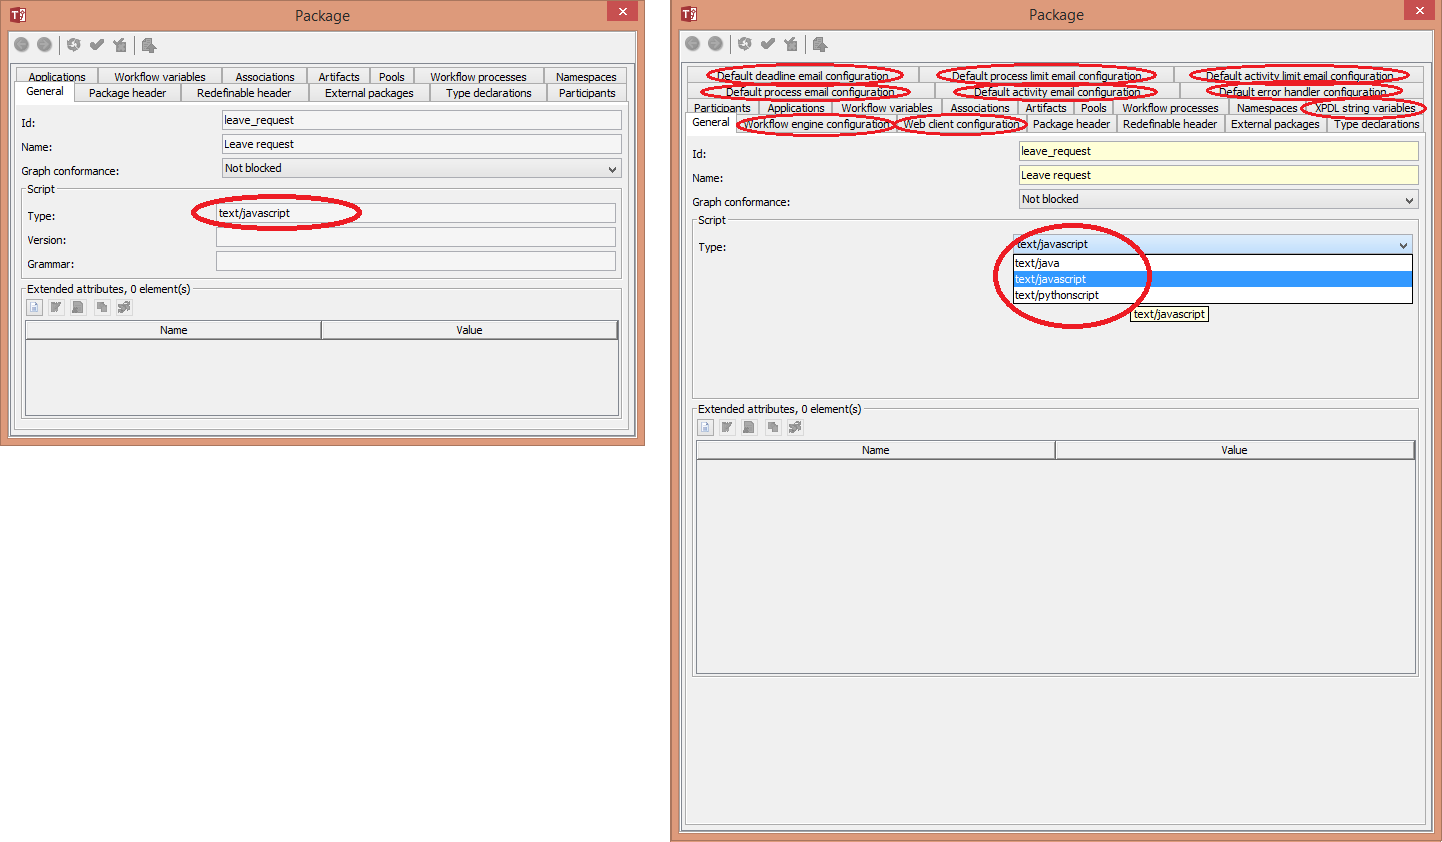 Package
Applications Workflow variables Associations Artifacts Pools Workflow processes Namespaces
General Package header Redefinable header External packages Type declarations Participants
Id: leave_request
Name: Leave request
Graph conformance: Not blocked
Script
Type: text/javascript
Version:
Grammar:
Extended attributes, 0 element(s)
Name Value
Package
Default deadline email configuration Default process limit email configuration Default activity limit email configuration
Default process email configuration Default activity email configuration Default error handler configuration
Participants Applications Workflow variables Associations Artifacts Pools Workflow processes Namespaces XPDL string variables
General Workflow engine configuration Web client configuration Package header Redefinable header External packages Type declarations
Id: leave_request
Name: Leave request
Graph conformance: Not blocked
Script
Type: text/javascript
text/java
text/javascript
text/pythonscript
text/javascript
Extended attributes, 0 element(s)
Name Value